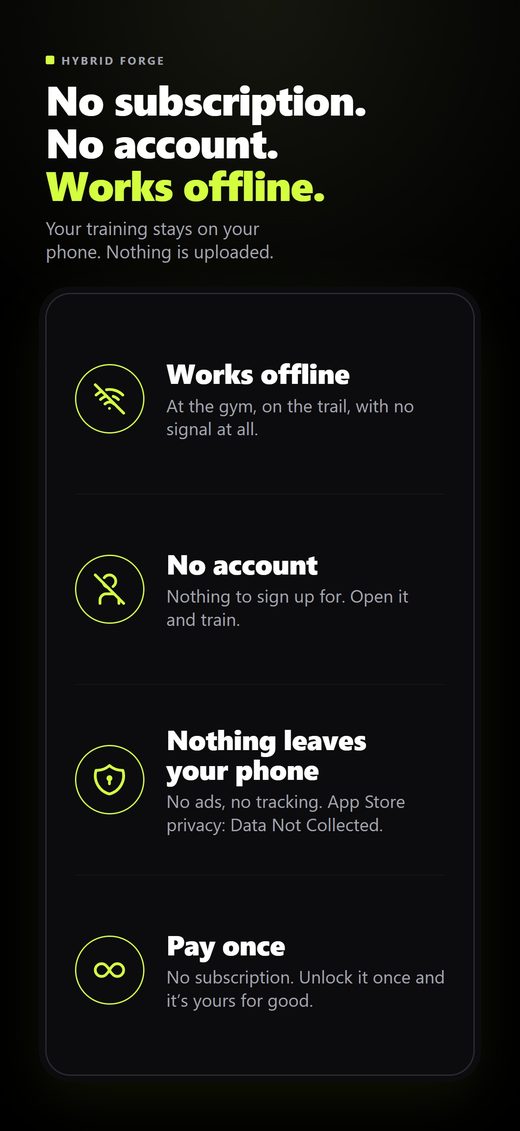 HYBRID FORGE
No subscription.
No account.
Works offline.
Your training stays on your
phone. Nothing is uploaded.
Works offline
At the gym, on the trail, with no
signal at all.
No account
Nothing to sign up for. Open it
and train.
Nothing leaves
your phone
No ads, no tracking. App Store
privacy: Data Not Collected.
Pay once
No subscription. Unlock it once and
it’s yours for good.